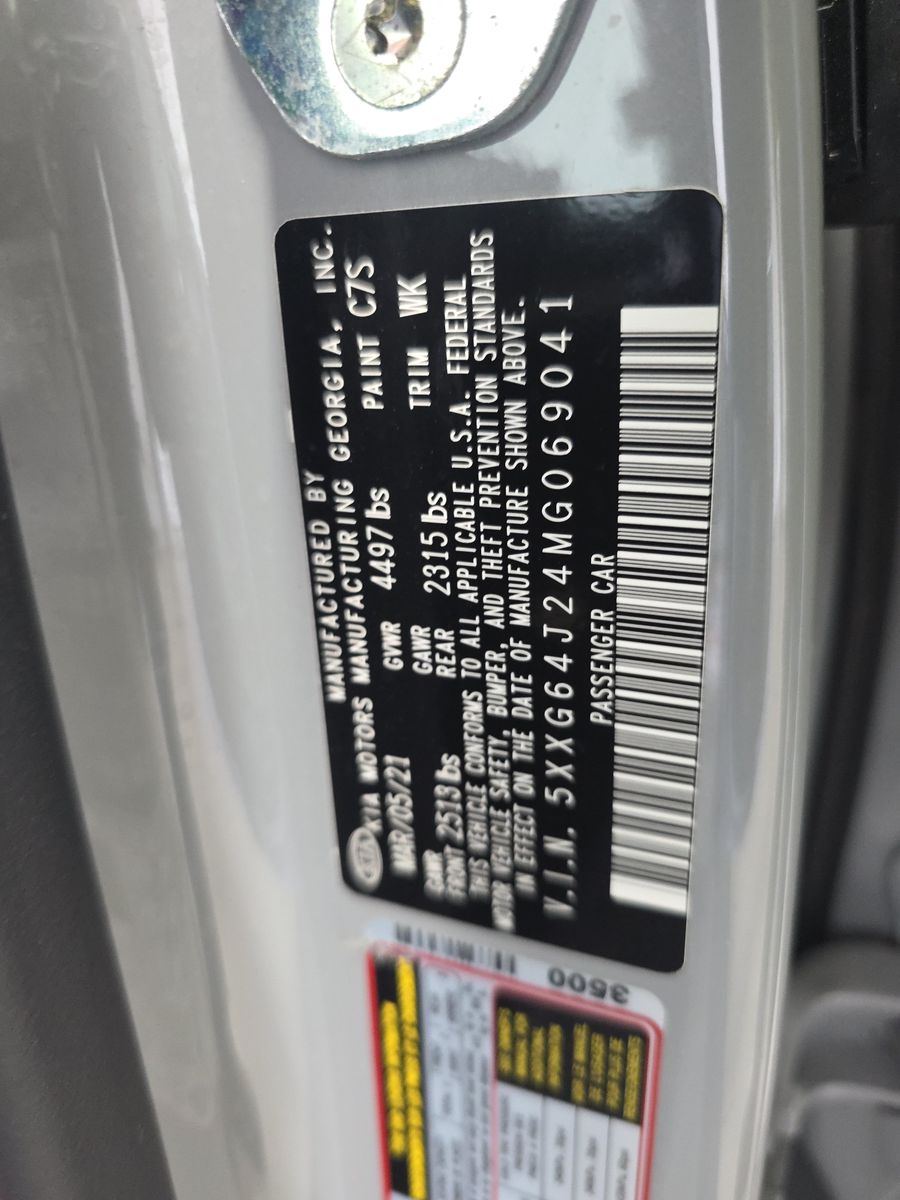 MANUFACTURED BY
KIA KIA MOTORS MANUFACTURING GEORGIA, INC.
MAR/05/21 GVWR 4497 lbs PAINT C7S
GAWR FRONT 2513 lbs GAWR REAR 2315 lbs TRIM WK
THIS VEHICLE CONFORMS TO ALL APPLICABLE U.S.A. FEDERAL
MOTOR VEHICLE SAFETY, BUMPER, AND THEFT PREVENTION STANDARDS
IN EFFECT ON THE DATE OF MANUFACTURE SHOWN ABOVE.
V.I.N. 5XXG64J24MG069041
PASSENGER CAR
3500